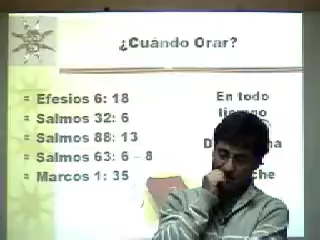 ¿Cuándo Orar?
Efesios 6: 18
Salmos 32: 6
Salmos 88: 13
Salmos 63: 6 – 8
Marcos 1: 35
En todo
tiempo